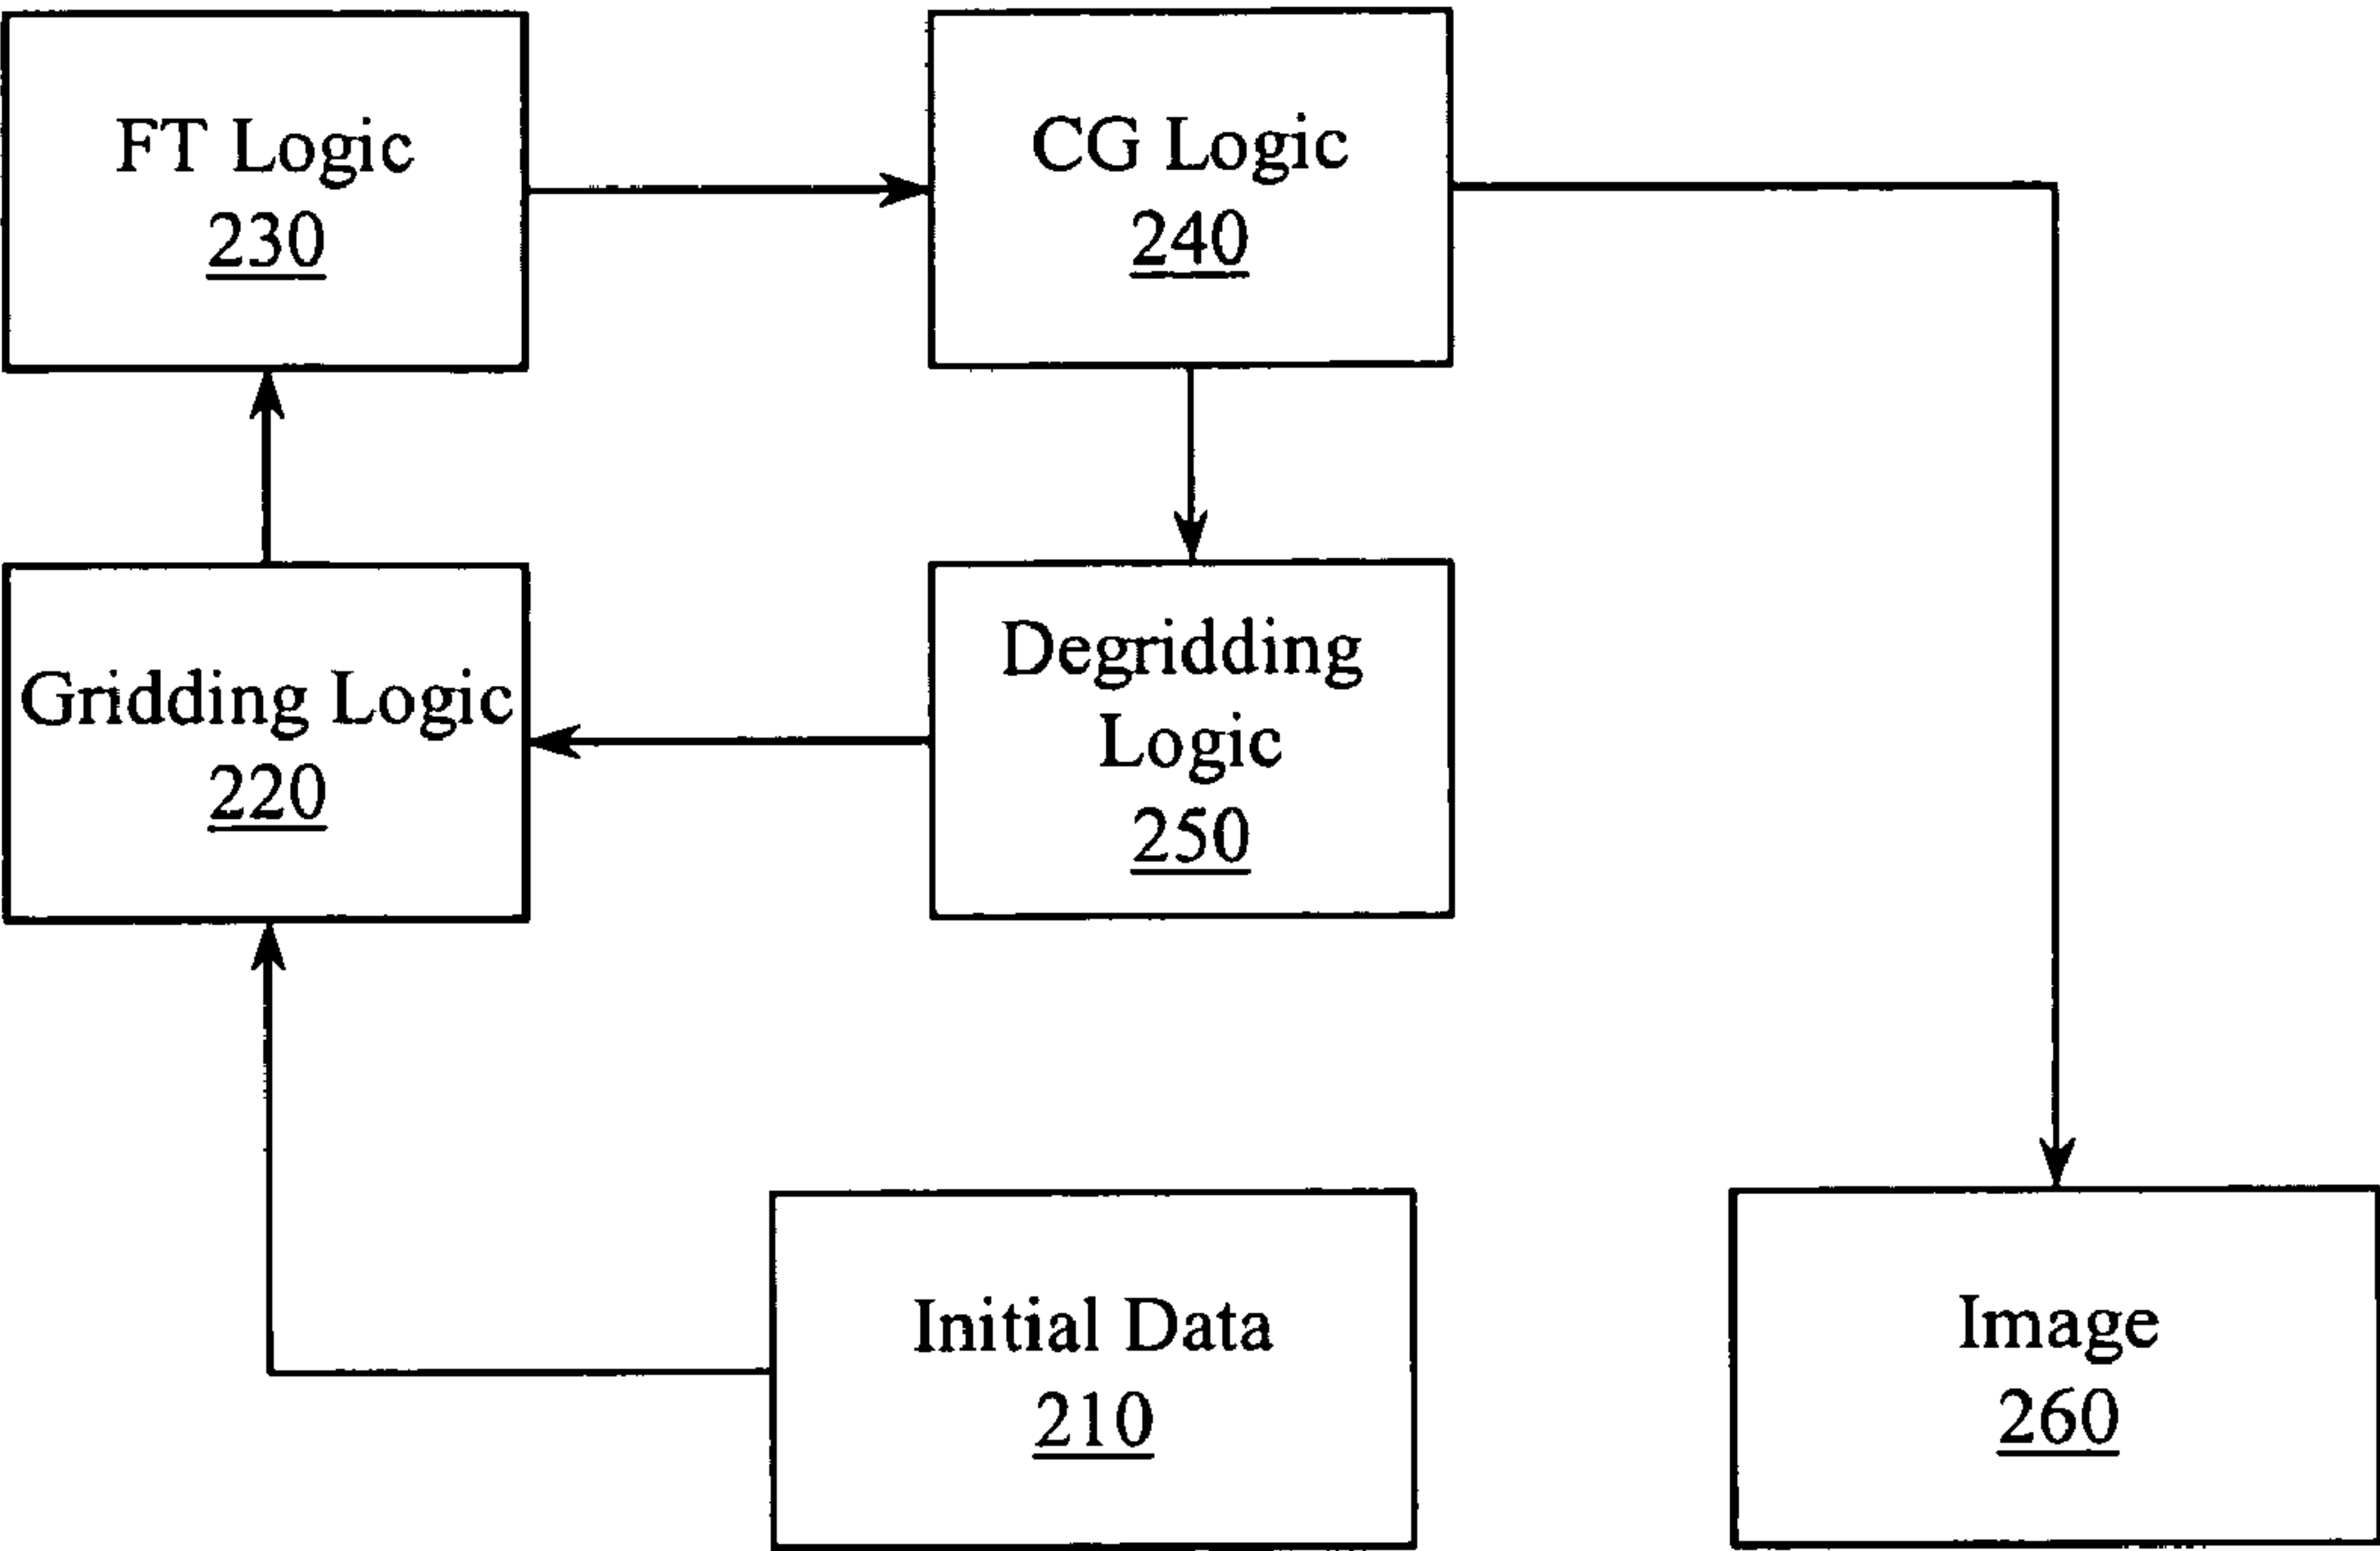 FT Logic
230
CG Logic
240
Gridding Logic
220
Degridding
Logic
250
Initial Data
210
Image
260